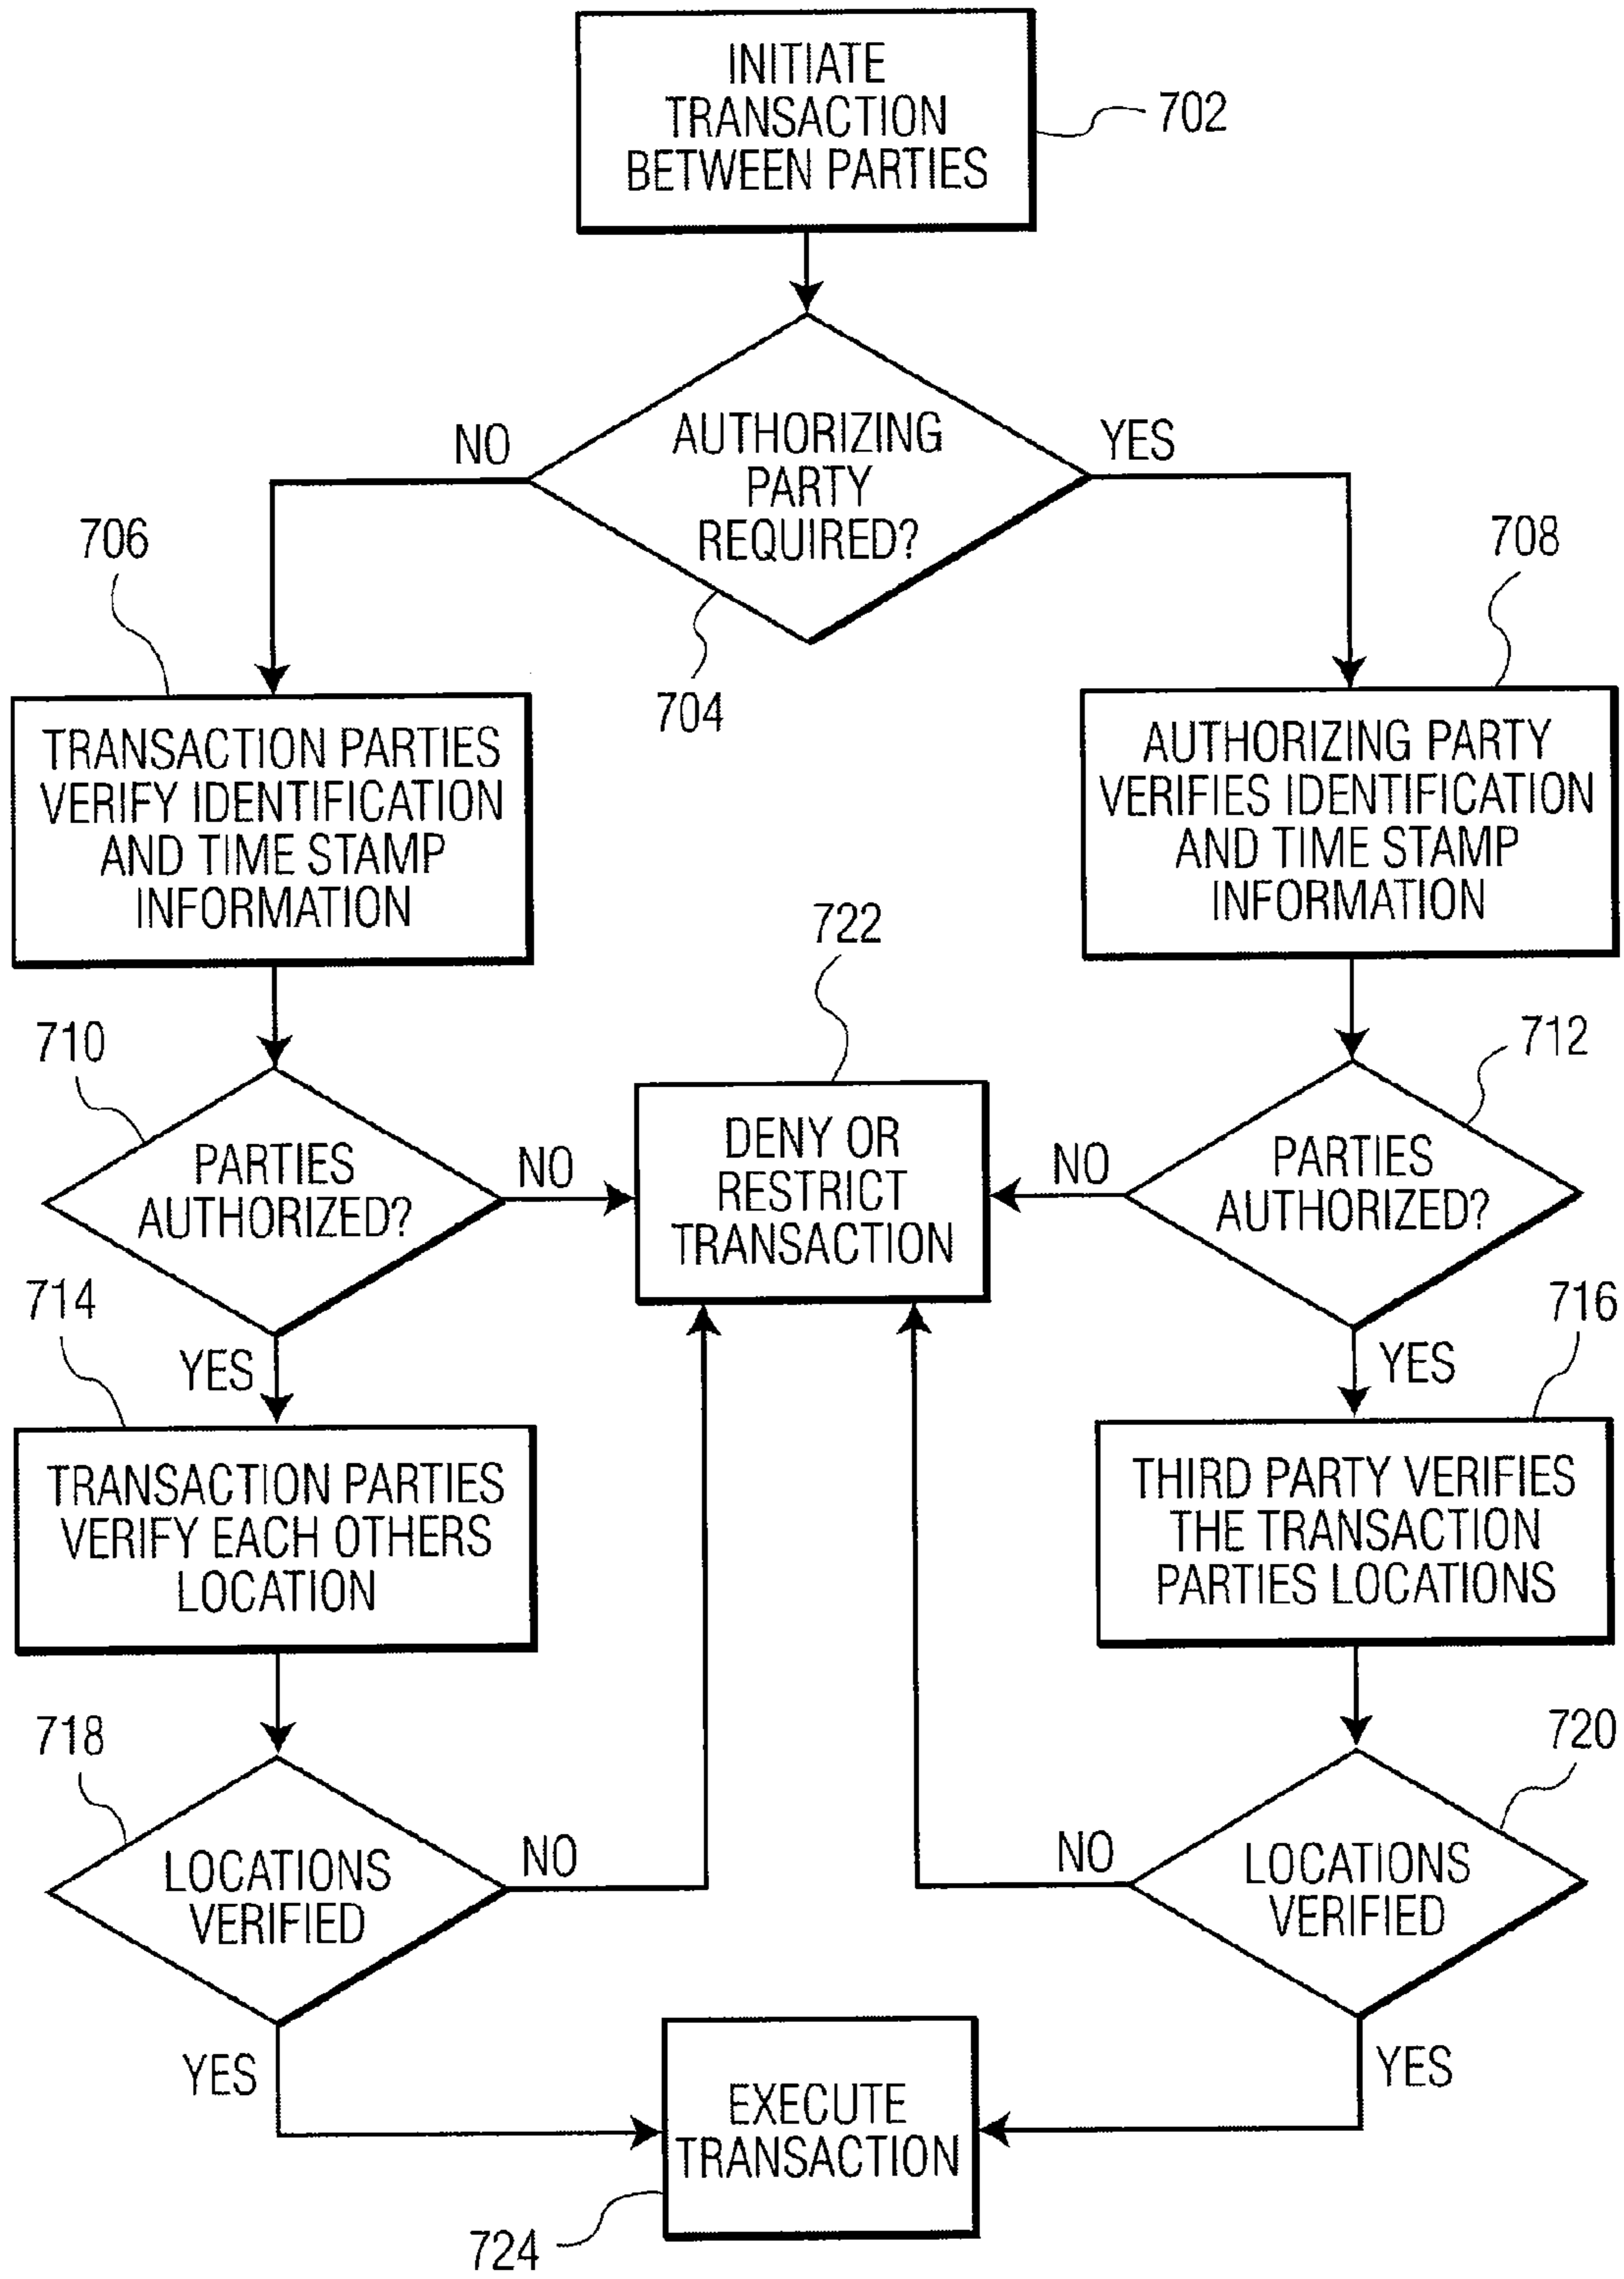 INITIATE
TRANSACTION
BETWEEN PARTIES
702
NO
AUTHORIZING
PARTY
REQUIRED?
YES
706
704
708
TRANSACTION PARTIES
VERIFY IDENTIFICATION
AND TIME STAMP
INFORMATION
AUTHORIZING PARTY
VERIFIES IDENTIFICATION
AND TIME STAMP
INFORMATION
722
710
712
PARTIES
AUTHORIZED?
NO
DENY OR
RESTRICT
TRANSACTION
NO
PARTIES
AUTHORIZED?
714
YES
716
YES
TRANSACTION PARTIES
VERIFY EACH OTHERS
LOCATION
THIRD PARTY VERIFIES
THE TRANSACTION
PARTIES LOCATIONS
718
720
LOCATIONS
VERIFIED
NO
NO
LOCATIONS
VERIFIED
YES
YES
EXECUTE
TRANSACTION
724